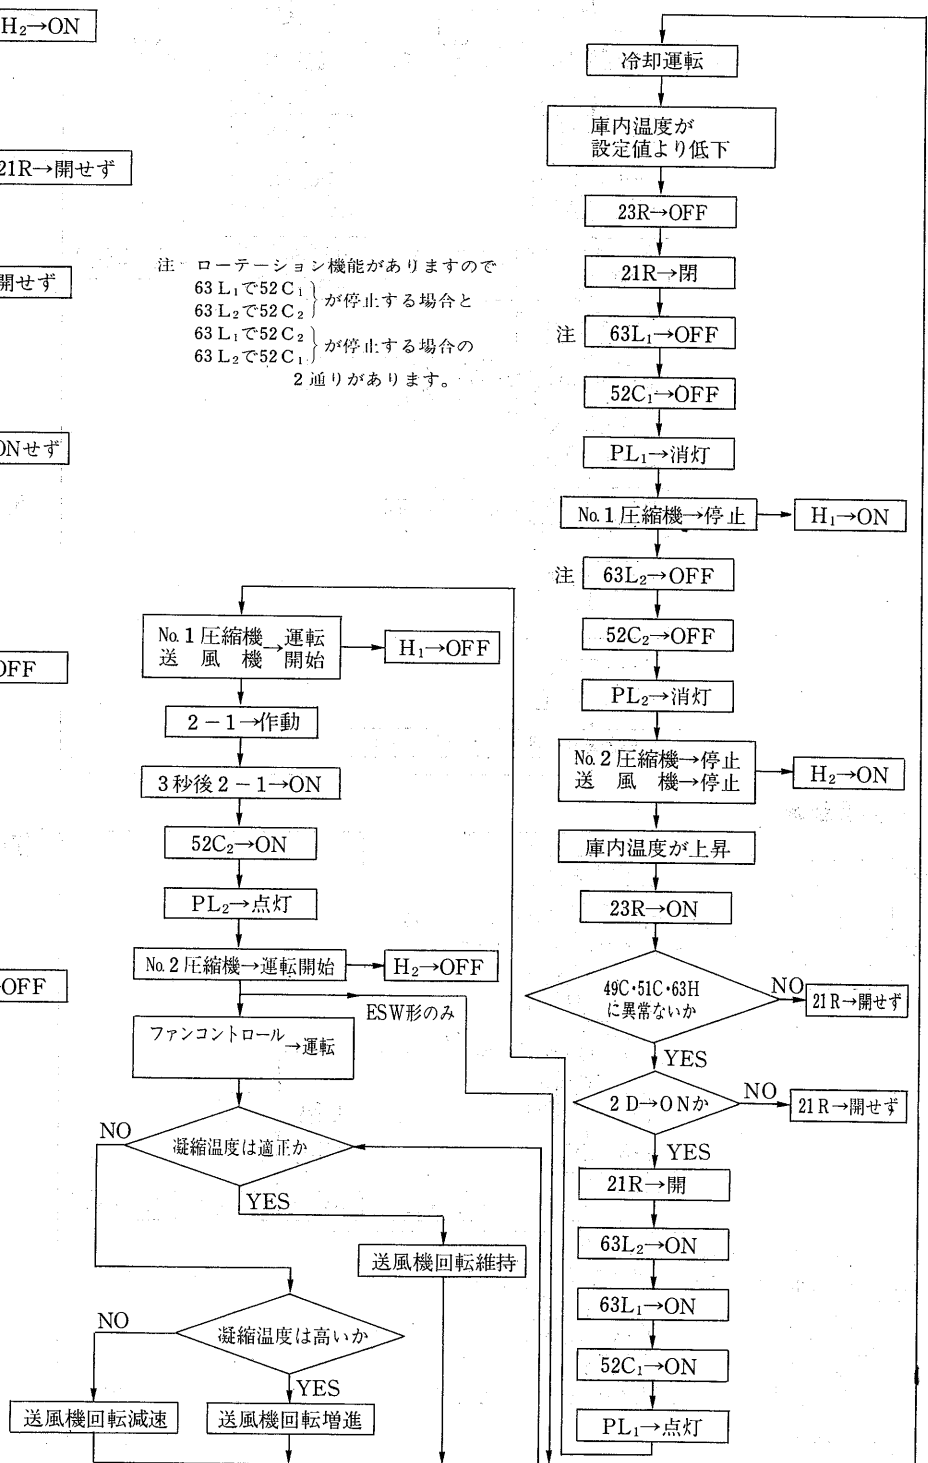 H₂→ON
21R→開せず
開せず
ONせず
OFF
→OFF
注 ローテーション機能がありますので
63L₁で52C₁
63L₂で52C₂
が停止する場合と
63L₁で52C₂
63L₂で52C₁
が停止する場合の
2通りがあります。
No.1圧縮機
送風機
→運転開始
H₁→OFF
2-1→作動
3秒後2-1→ON
52C₂→ON
PL₂→点灯
No.2圧縮機→運転開始
H₂→OFF
ESW形のみ
ファンコントロール
→運転
凝縮温度は適正か
NO
YES
送風機回転維持
凝縮温度は高いか
NO
YES
送風機回転減速
送風機回転増進
冷却運転
庫内温度が
設定値より低下
23R→OFF
21R→閉
注
63L₁→OFF
52C₁→OFF
PL₁→消灯
No.1圧縮機→停止
H₁→ON
注
63L₂→OFF
52C₂→OFF
PL₂→消灯
No.2圧縮機→停止
送風機→停止
H₂→ON
庫内温度が上昇
23R→ON
49C・51C・63H
に異常ないか
NO
21R→開せず
YES
2D→ONか
NO
21R→開せず
YES
21R→開
63L₂→ON
63L₁→ON
52C₁→ON
PL₁→点灯